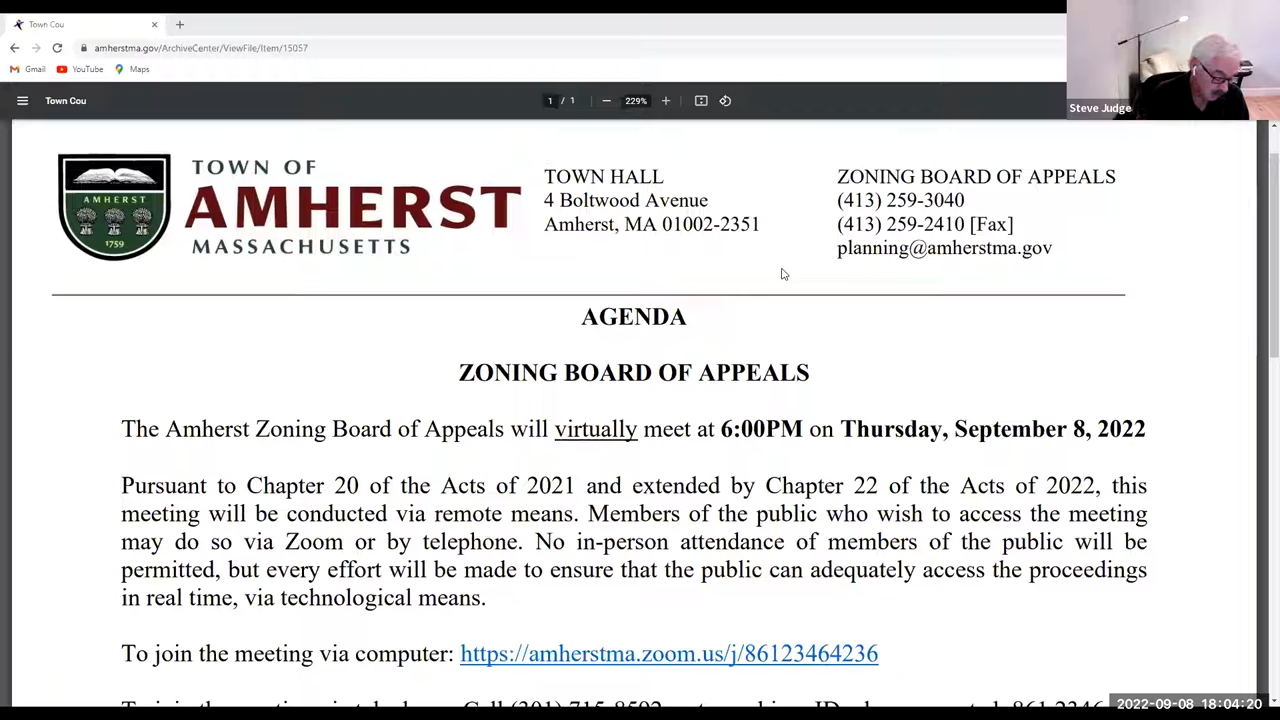 Town Cou
amherstma.gov/ArchiveCenter/ViewFile/Item/15057
Gmail YouTube Maps
Steve Judge
Town Cou 1 / 1 229%
TOWN OF
AMHERST
MASSACHUSETTS
AMHERST
1759
TOWN HALL
4 Boltwood Avenue
Amherst, MA 01002-2351
ZONING BOARD OF APPEALS
(413) 259-3040
(413) 259-2410 [Fax]
planning@amherstma.gov
AGENDA
ZONING BOARD OF APPEALS
The Amherst Zoning Board of Appeals will virtually meet at 6:00PM on Thursday, September 8, 2022
Pursuant to Chapter 20 of the Acts of 2021 and extended by Chapter 22 of the Acts of 2022, this
meeting will be conducted via remote means. Members of the public who wish to access the meeting
may do so via Zoom or by telephone. No in-person attendance of members of the public will be
permitted, but every effort will be made to ensure that the public can adequately access the proceedings
in real time, via technological means.
To join the meeting via computer: https://amherstma.zoom.us/j/86123464236
2022-09-08 18:04:20